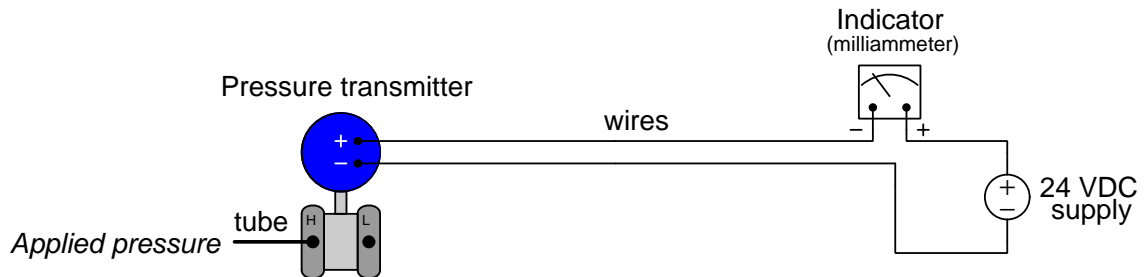 Indicator
(milliammeter)
Pressure transmitter
wires
+
−
−
+
+
−
24 VDC
supply
H
L
tube
Applied pressure